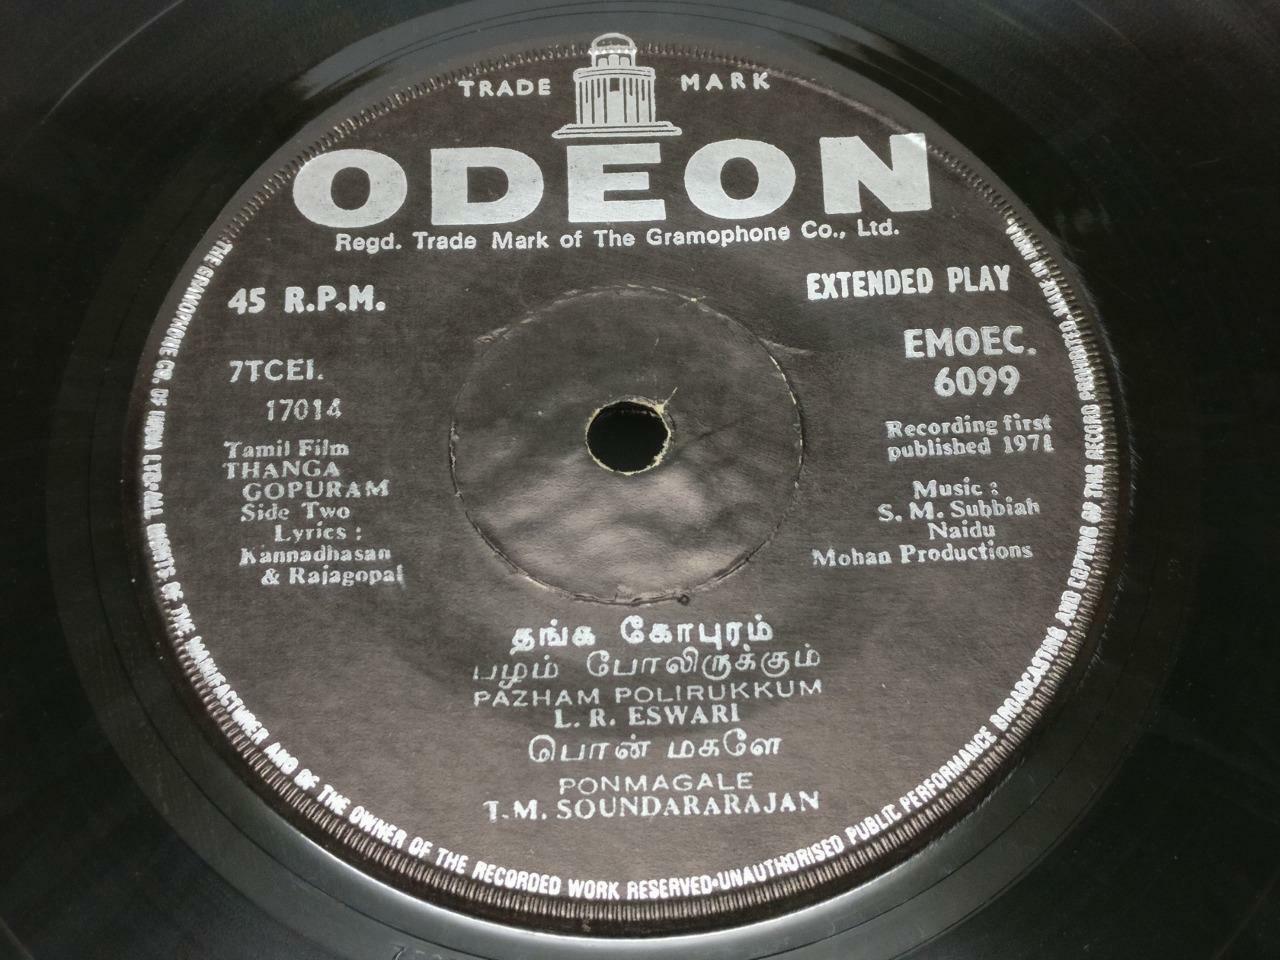 TRADE MARK
ODEON
Regd. Trade Mark of The Gramophone Co., Ltd.
45 R.P.M.
EXTENDED PLAY
7TCEI.
17014
EMOEC.
6099
Tamil Film
THANGA
GOPURAM
Side Two
Lyrics :
Kannadhasan
& Rajagopal
Recording first
published 1971
Music :
S. M. Subbiah
Naidu
Mohan Productions
தங்க கோபுரம்
பழம் போலிருக்கும்
PAZHAM POLIRUKKUM
L. R. ESWARI
பொன் மகளே
PONMAGALE
T.M. SOUNDARARAJAN
THE GRAMOPHONE CO. OF INDIA LTD·ALL RIGHTS OF THE MANUFACTURER AND OF THE OWNER OF THE RECORDED WORK RESERVED·UNAUTHORISED PUBLIC PERFORMANCE BROADCASTING AND COPYING OF THIS RECORD PROHIBITED. MADE IN INDIA